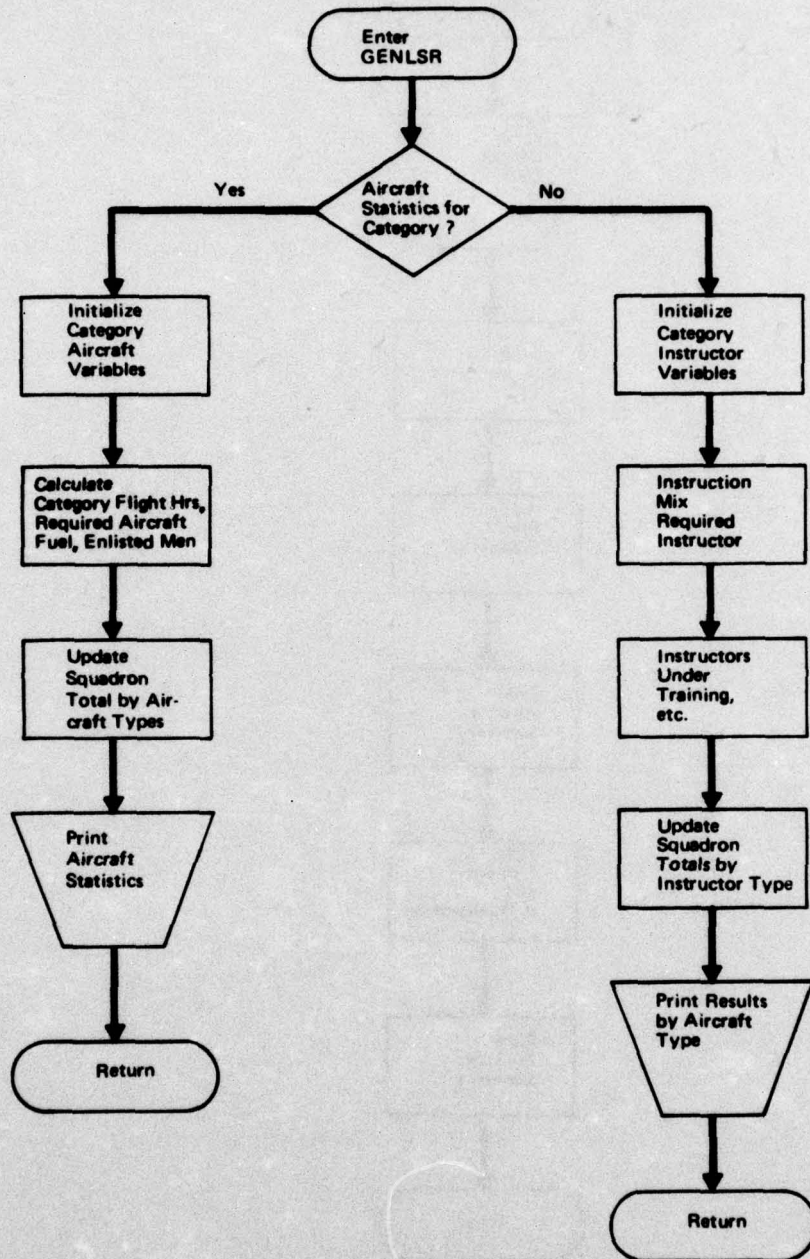 Enter
GENLSR
Aircraft
Statistics for
Category ?
Yes
No
Initialize
Category
Aircraft
Variables
Calculate
Category Flight Hrs,
Required Aircraft
Fuel, Enlisted Men
Update
Squadron
Total by Air-
craft Types
Print
Aircraft
Statistics
Return
Initialize
Category
Instructor
Variables
Instruction
Mix
Required
Instructor
Instructors
Under
Training,
etc.
Update
Squadron
Totals by
Instructor Type
Print Results
by Aircraft
Type
Return